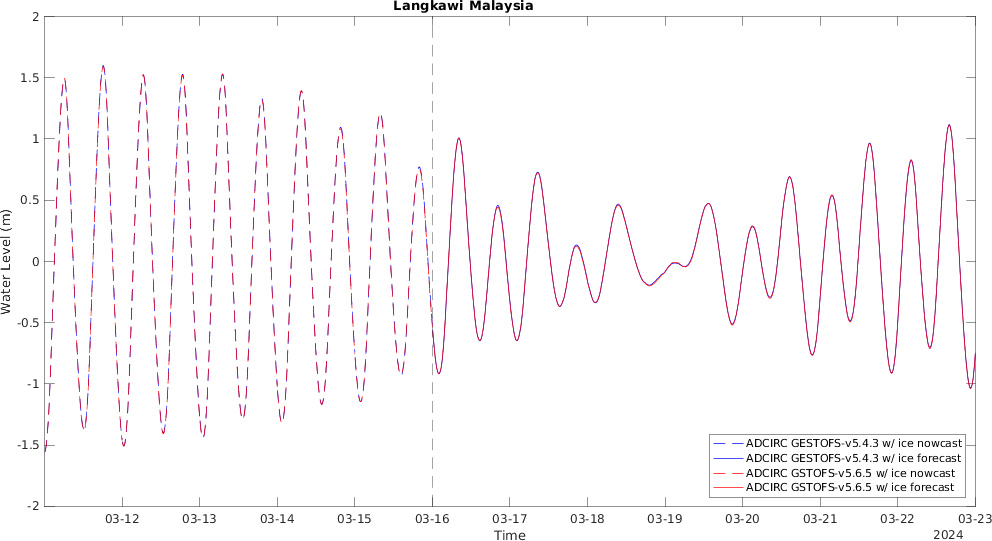 Langkawi Malaysia
Water Level (m)
2
1.5
1
0.5
0
-0.5
-1
-1.5
-2
ADCIRC GESTOFS-v5.4.3 w/ ice nowcast
ADCIRC GESTOFS-v5.4.3 w/ ice forecast
ADCIRC GSTOFS-v5.6.5 w/ ice nowcast
ADCIRC GSTOFS-v5.6.5 w/ ice forecast
03-12 03-13 03-14 03-15 03-16 03-17 03-18 03-19 03-20 03-21 03-22 03-23
Time
2024